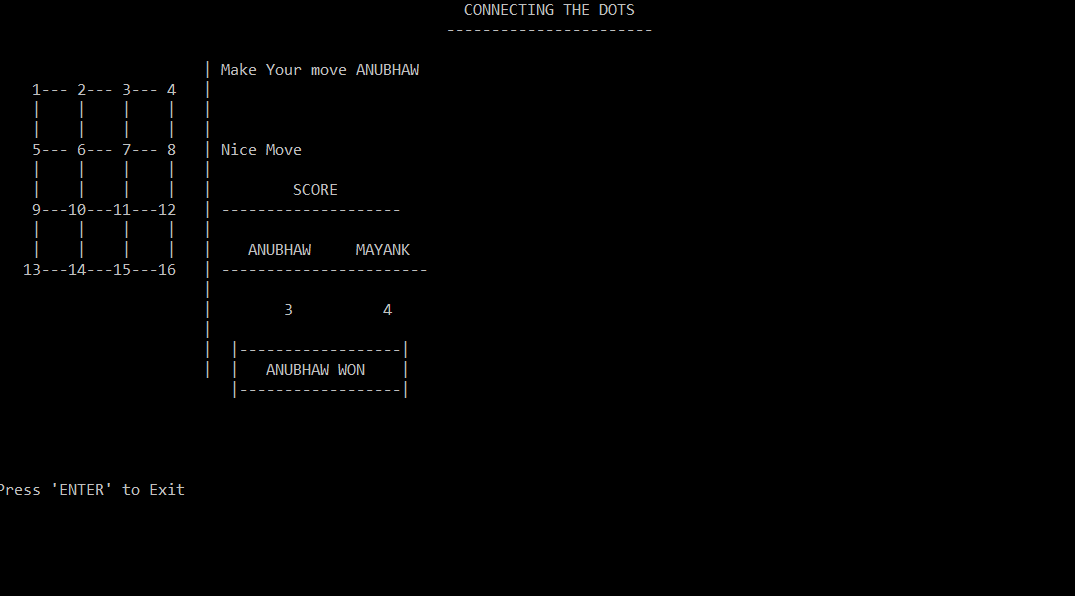 CONNECTING THE DOTS
-----------------------
| Make Your move ANUBHAW
1--- 2--- 3--- 4   |
|    |    |    |   |
|    |    |    |   |
5--- 6--- 7--- 8   | Nice Move
|    |    |    |   |
|    |    |    |   |         SCORE
9---10---11---12   | --------------------
|    |    |    |   |
|    |    |    |   |    ANUBHAW     MAYANK
13---14---15---16   | -----------------------
|
|        3          4
|
|  |------------------|
|  |   ANUBHAW WON    |
|------------------|
Press 'ENTER' to Exit